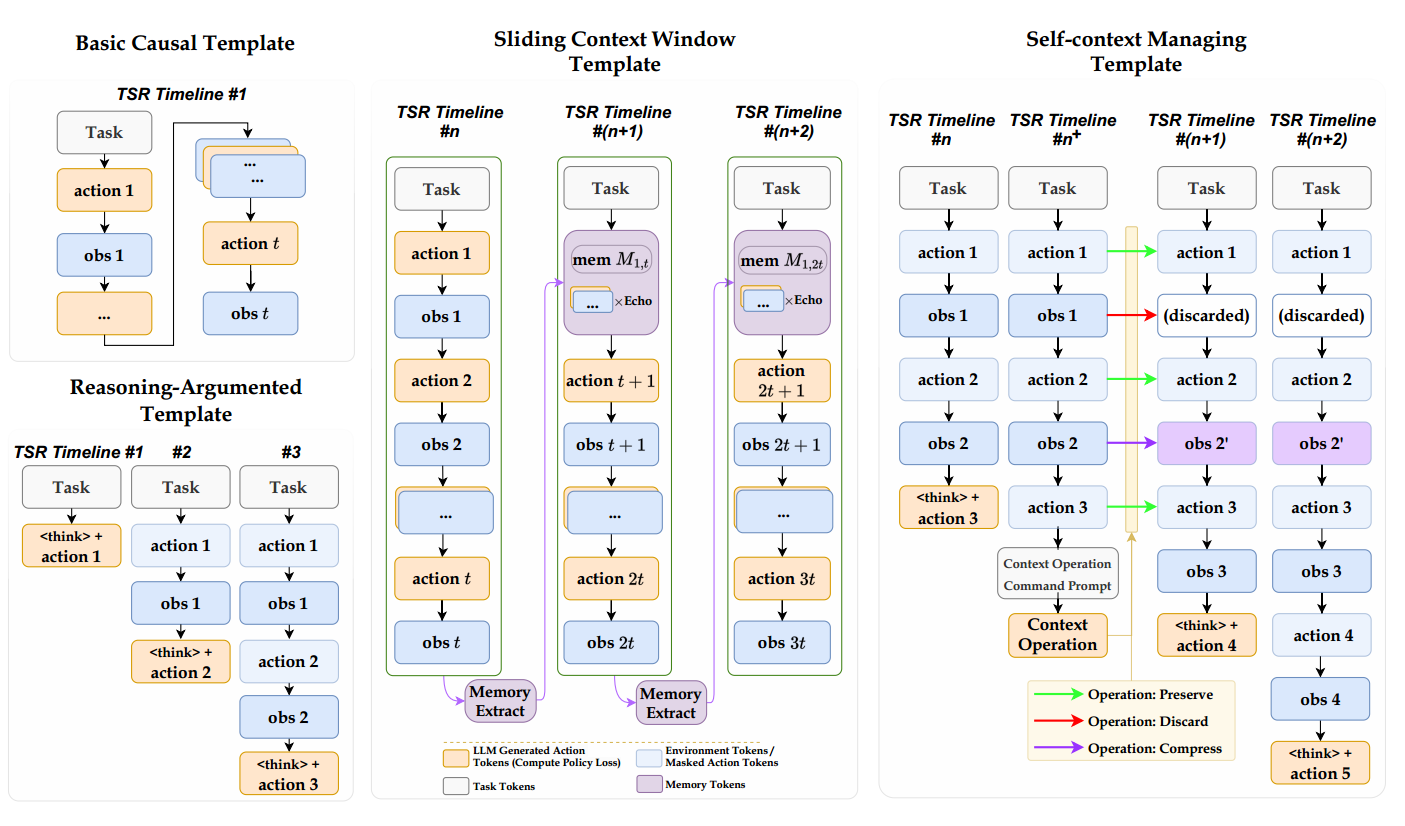 Basic Causal Template
TSR Timeline #1
Task
action 1
obs 1
...
...
...
action t
obs t
Reasoning-Argumented
Template
TSR Timeline #1
#2
#3
Task
<think> +
action 1
Task
action 1
obs 1
<think> +
action 2
Task
action 1
obs 1
action 2
obs 2
<think> +
action 3
Sliding Context Window
Template
TSR Timeline
#n
Task
action 1
obs 1
action 2
obs 2
...
action t
obs t
Memory
Extract
TSR Timeline
#(n+1)
Task
mem M1,t
... ×Echo
action t + 1
obs t + 1
...
action 2t
obs 2t
Memory
Extract
TSR Timeline
#(n+2)
Task
mem M1,2t
... ×Echo
action
2t + 1
obs 2t + 1
...
action 3t
obs 3t
LLM Generated Action
Tokens (Compute Policy Loss)
Environment Tokens /
Masked Action Tokens
Task Tokens
Memory Tokens
Self-context Managing
Template
TSR Timeline
#n
Task
action 1
obs 1
action 2
obs 2
<think> +
action 3
TSR Timeline
#n+
Task
action 1
obs 1
action 2
obs 2
action 3
Context Operation
Command Prompt
Context
Operation
TSR Timeline
#(n+1)
Task
action 1
(discarded)
action 2
obs 2'
action 3
obs 3
<think> +
action 4
TSR Timeline
#(n+2)
Task
action 1
(discarded)
action 2
obs 2'
action 3
obs 3
action 4
obs 4
<think> +
action 5
Operation: Preserve
Operation: Discard
Operation: Compress